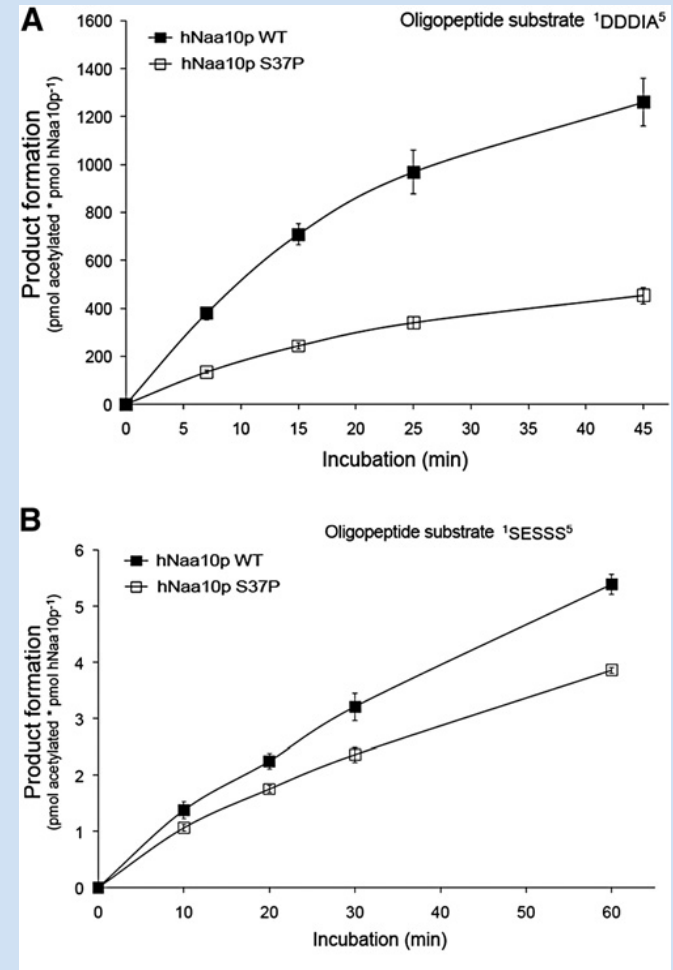 A
Oligopeptide substrate ¹DDDIA⁵
hNaa10p WT
hNaa10p S37P
Product formation
(pmol acetylated * pmol hNaa10p⁻¹)
1600
1400
1200
1000
800
600
400
200
0
0 5 10 15 20 25 30 35 40 45
Incubation (min)
B
Oligopeptide substrate ¹SESSS⁵
hNaa10p WT
hNaa10p S37P
Product formation
(pmol acetylated * pmol hNaa10p⁻¹)
6
5
4
3
2
1
0
0 10 20 30 40 50 60
Incubation (min)